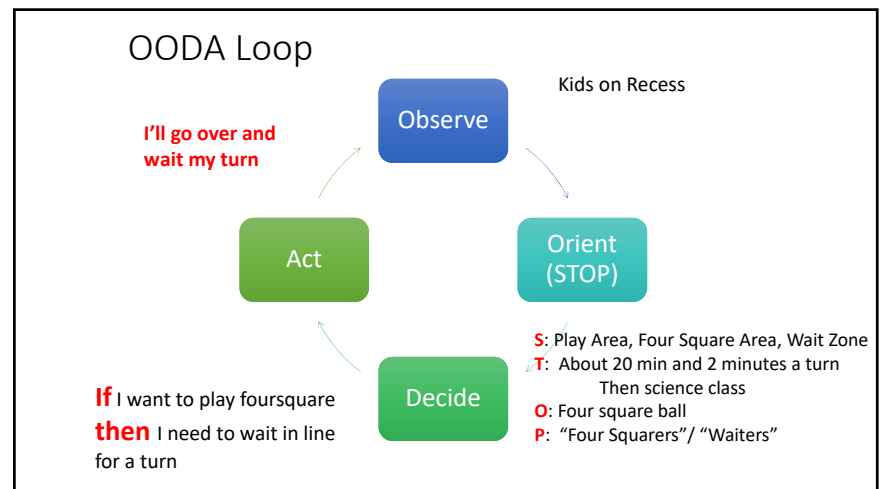 OODA Loop
Kids on Recess
Observe
I'll go over and
wait my turn
Orient
(STOP)
Act
S: Play Area, Four Square Area, Wait Zone
T: About 20 min and 2 minutes a turn
Then science class
O: Four square ball
P: “Four Squarers”/ “Waiters”
Decide
If I want to play foursquare
then I need to wait in line
for a turn